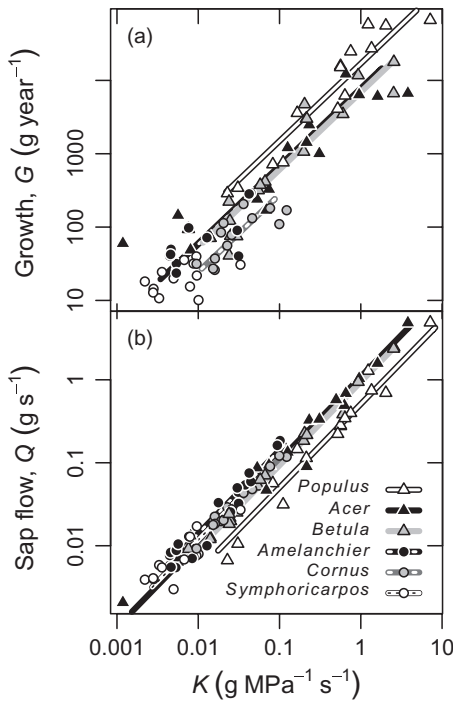 (a)
Growth, G (g year⁻¹)
1000
100
10
(b)
Sap flow, Q (g s⁻¹)
1
0.1
0.01
Populus
Acer
Betula
Amelanchier
Cornus
Symphoricarpos
0.001 0.01 0.1 1 10
K (g MPa⁻¹ s⁻¹)